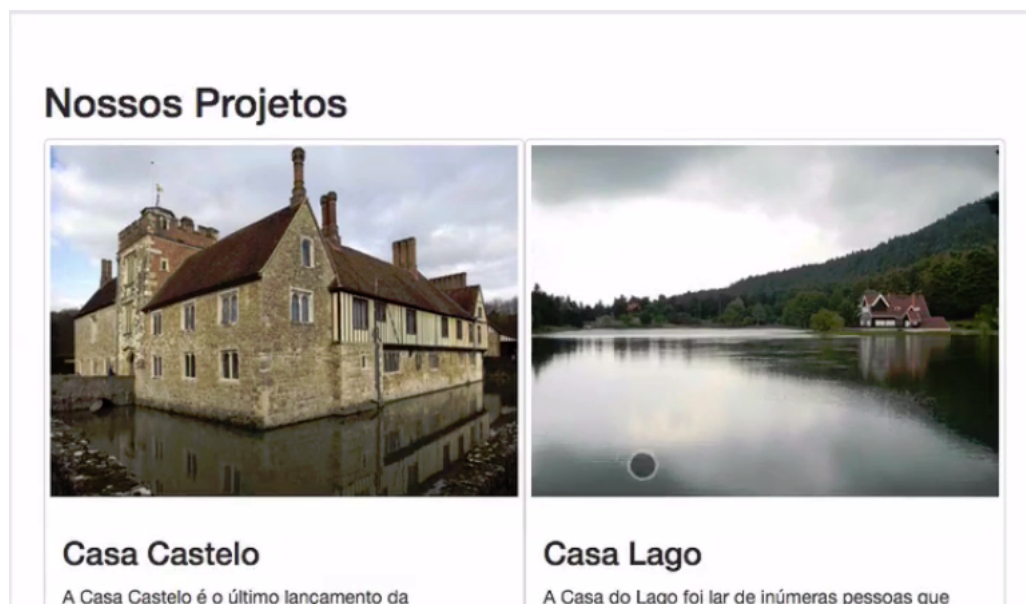 Nossos Projetos
Casa Castelo
A Casa Castelo é o último lançamento da
Casa Lago
A Casa do Lago foi lar de inúmeras pessoas que